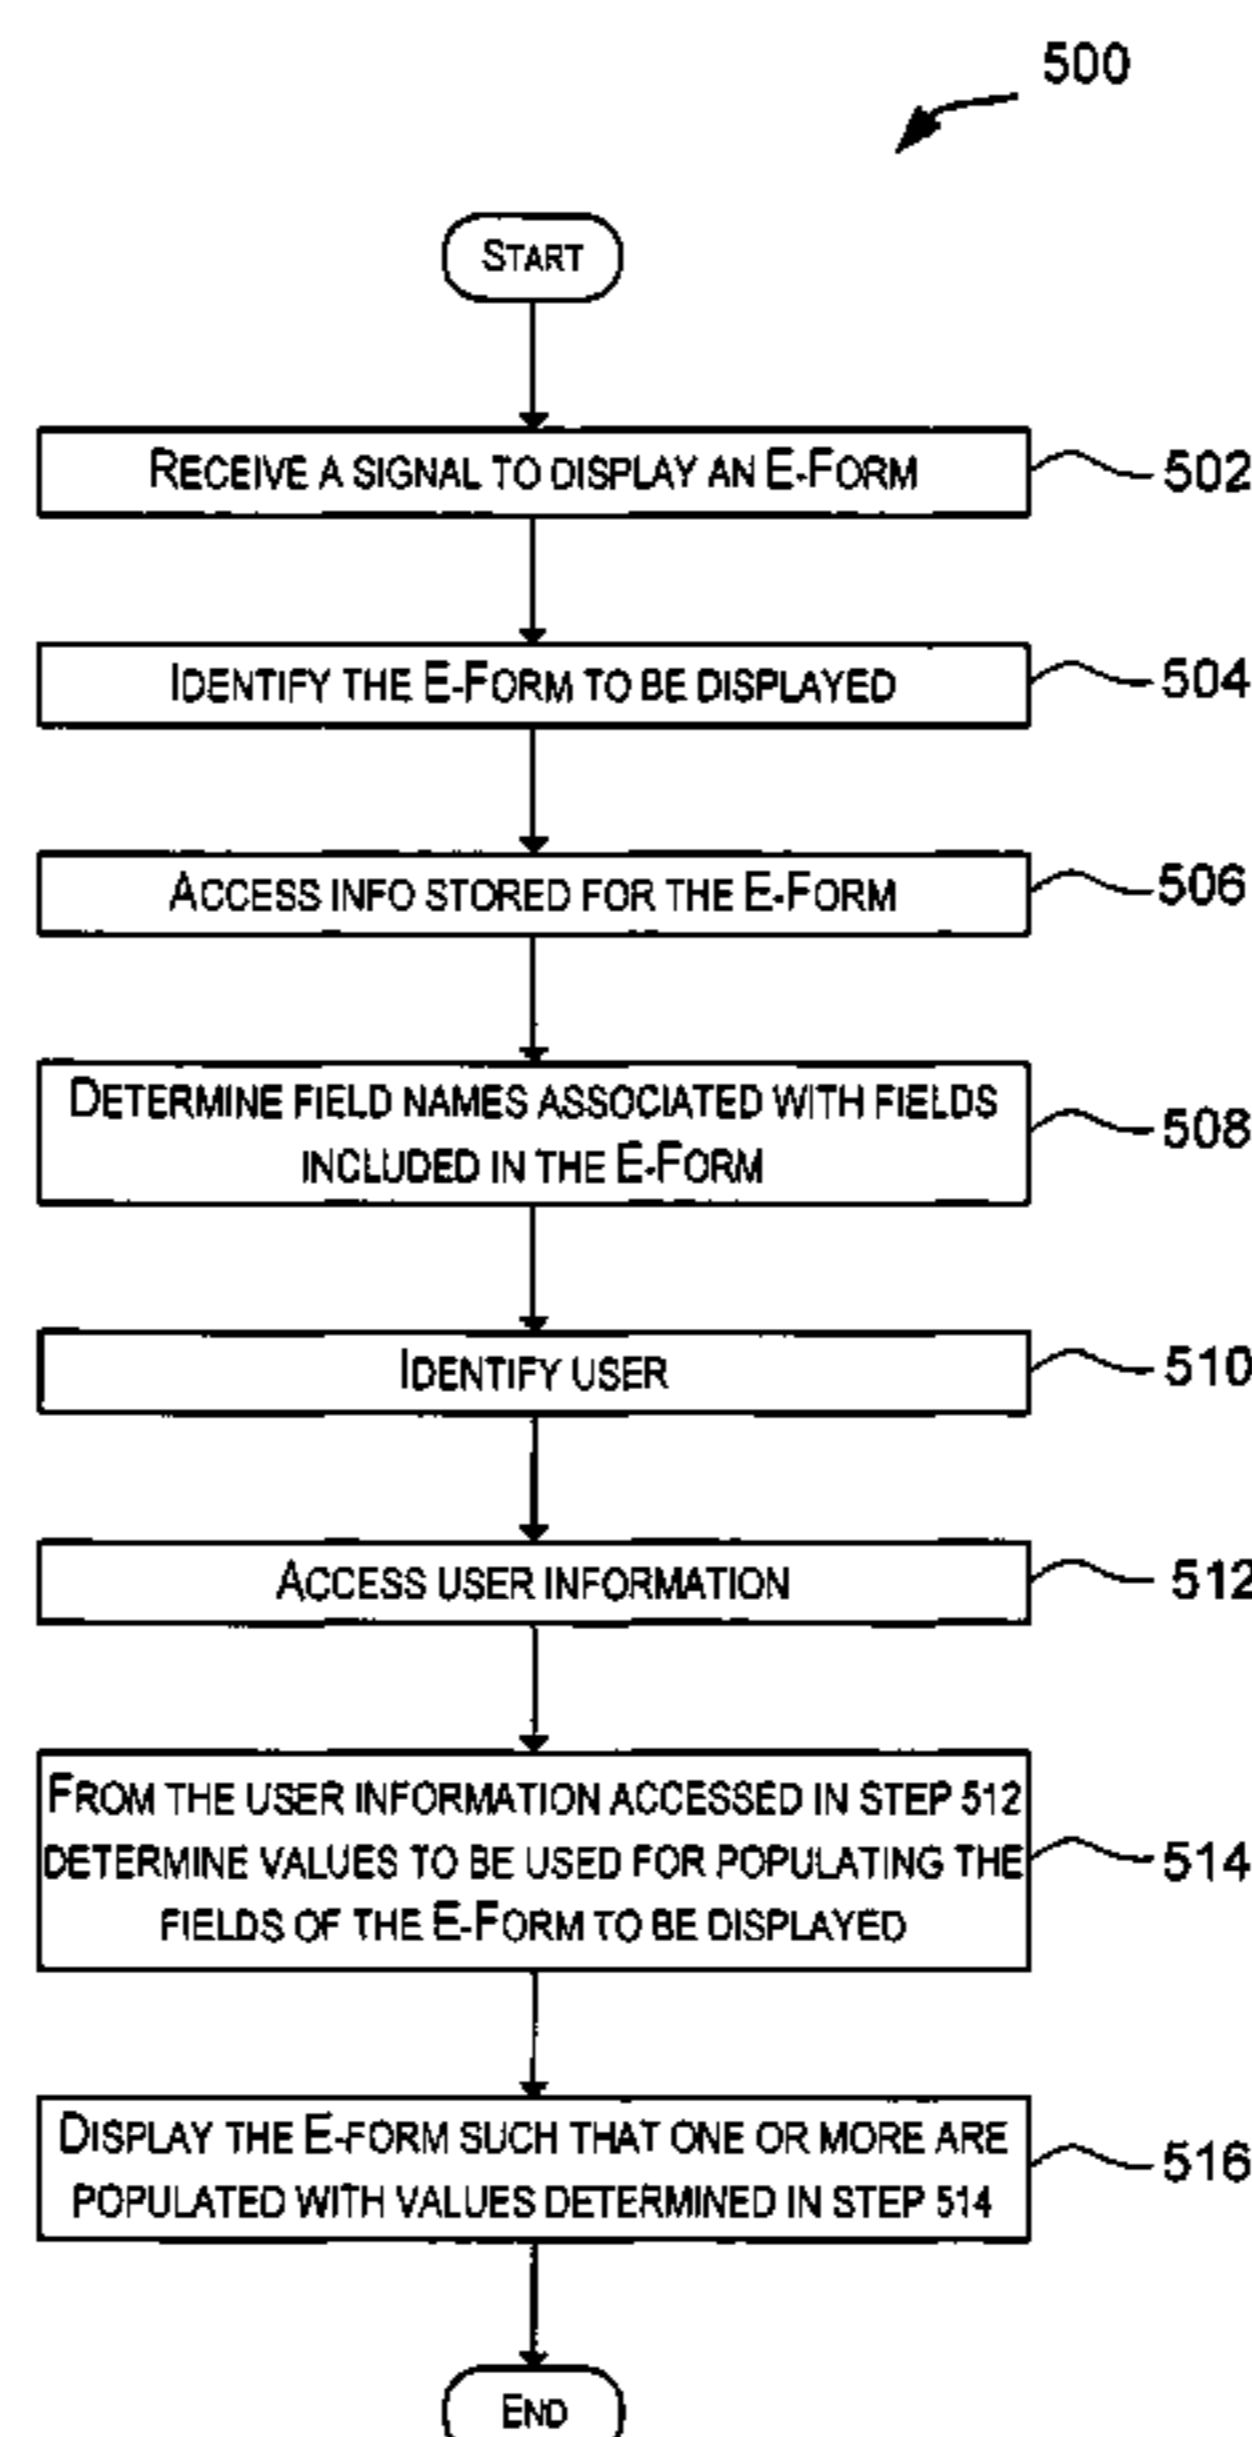 500
START
RECEIVE A SIGNAL TO DISPLAY AN E-FORM
502
IDENTIFY THE E-FORM TO BE DISPLAYED
504
ACCESS INFO STORED FOR THE E-FORM
506
DETERMINE FIELD NAMES ASSOCIATED WITH FIELDS
INCLUDED IN THE E-FORM
508
IDENTIFY USER
510
ACCESS USER INFORMATION
512
FROM THE USER INFORMATION ACCESSED IN STEP 512
DETERMINE VALUES TO BE USED FOR POPULATING THE
FIELDS OF THE E-FORM TO BE DISPLAYED
514
DISPLAY THE E-FORM SUCH THAT ONE OR MORE ARE
POPULATED WITH VALUES DETERMINED IN STEP 514
516
END